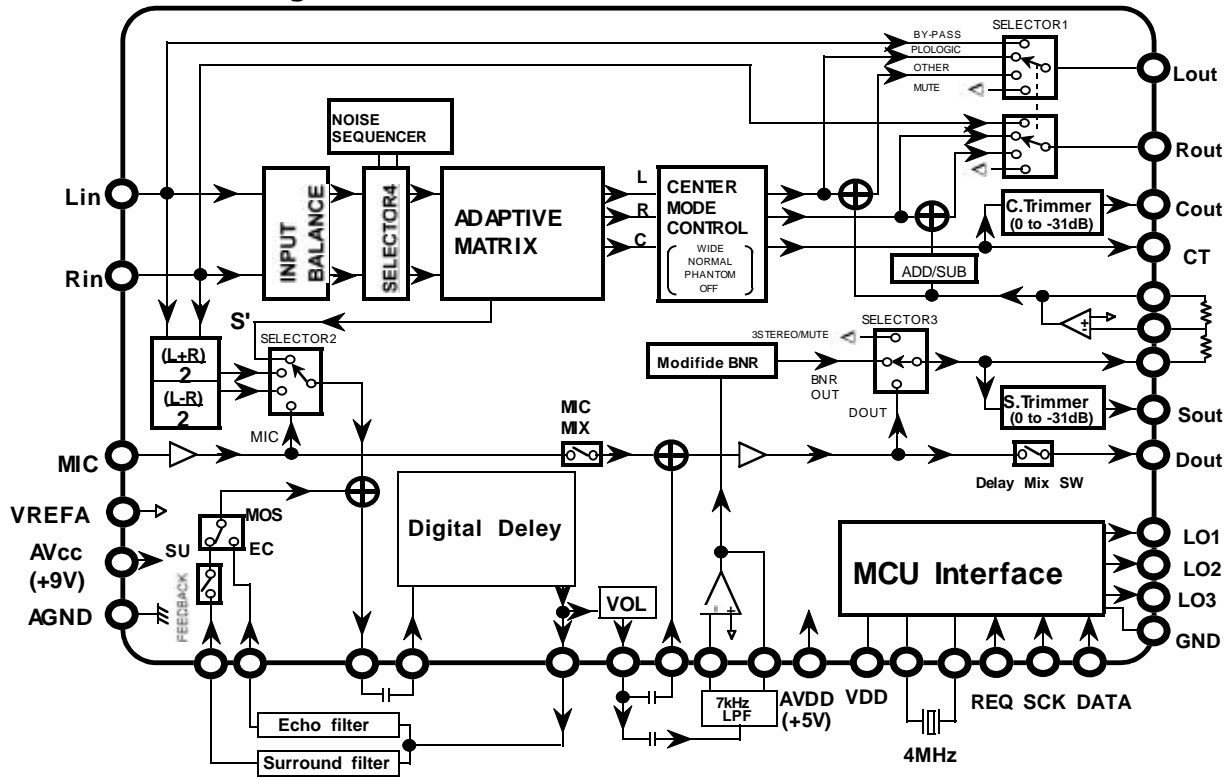 SELECTOR1
BY-PASS
PLOLOGIC
OTHER
MUTE
Lout
Rout
NOISE
SEQUENCER
Lin
Rin
INPUT
BALANCE
SELECTOR4
ADAPTIVE
MATRIX
L
R
C
CENTER
MODE
CONTROL
WIDE
NORMAL
PHANTOM
OFF
C.Trimmer
(0 to -31dB)
Cout
CT
ADD/SUB
S'
SELECTOR2
(L+R)
2
(L-R)
2
SELECTOR3
3STEREO/MUTE
Modifide BNR
BNR
OUT
DOUT
S.Trimmer
(0 to -31dB)
Sout
MIC
MIC
MIC
MIX
Dout
Delay Mix SW
VREFA
MOS
SU
EC
AVcc
(+9V)
AGND
FEEDBACK
Digital Deley
VOL
MCU Interface
LO1
LO2
LO3
GND
7kHz
LPF
AVDD
(+5V)
VDD
REQ SCK DATA
4MHz
Echo filter
Surround filter